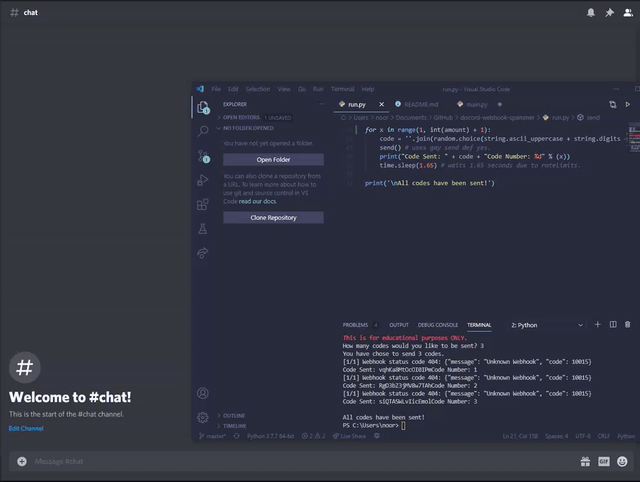 # chat
File Edit Selection View Go Run Terminal Help run.py - Visual Studio Code
EXPLORER
OPEN EDITORS 1 UNSAVED
NO FOLDER OPENED
You have not yet opened a folder.
Open Folder
You can also clone a repository
from a URL. To learn more about how to
use git and source control in VS
Code read our docs.
Clone Repository
OUTLINE
TIMELINE
run.py README.md main.py
C: Users noor Documents GitHub discord-webhook-spammer run.py send
for x in range(1, int(amount) + 1):
code = ''.join(random.choice(string.ascii_uppercase + string.digits
send() # uses gay send def yes.
print("Code Sent: " + code + "Code Number: %d" % (x))
time.sleep(1.65) # waits 1.65 seconds due to ratelimits.
print('\nAll codes have been sent!')
PROBLEMS 4 OUTPUT DEBUG CONSOLE TERMINAL 2: Python
This is for educational purposes ONLY.
How many codes would you like to be sent? 3
You have chose to send 3 codes.
[1/1] Webhook status code 404: {"message": "Unknown Webhook", "code": 10015}
Code Number: 1
[1/1] Webhook status code 404: {"message": "Unknown Webhook", "code": 10015}
Code Number: 2
[1/1] Webhook status code 404: {"message": "Unknown Webhook", "code": 10015}
Code Number: 3
All codes have been sent!
PS C:\Users\noor>
master* Python 3.7.7 64-bit 2 2 Live Share Spaces: 4 UTF-8 CRLF Python
#
Welcome to #chat!
This is the start of the #chat channel.
Edit Channel
Message #chat
GIF